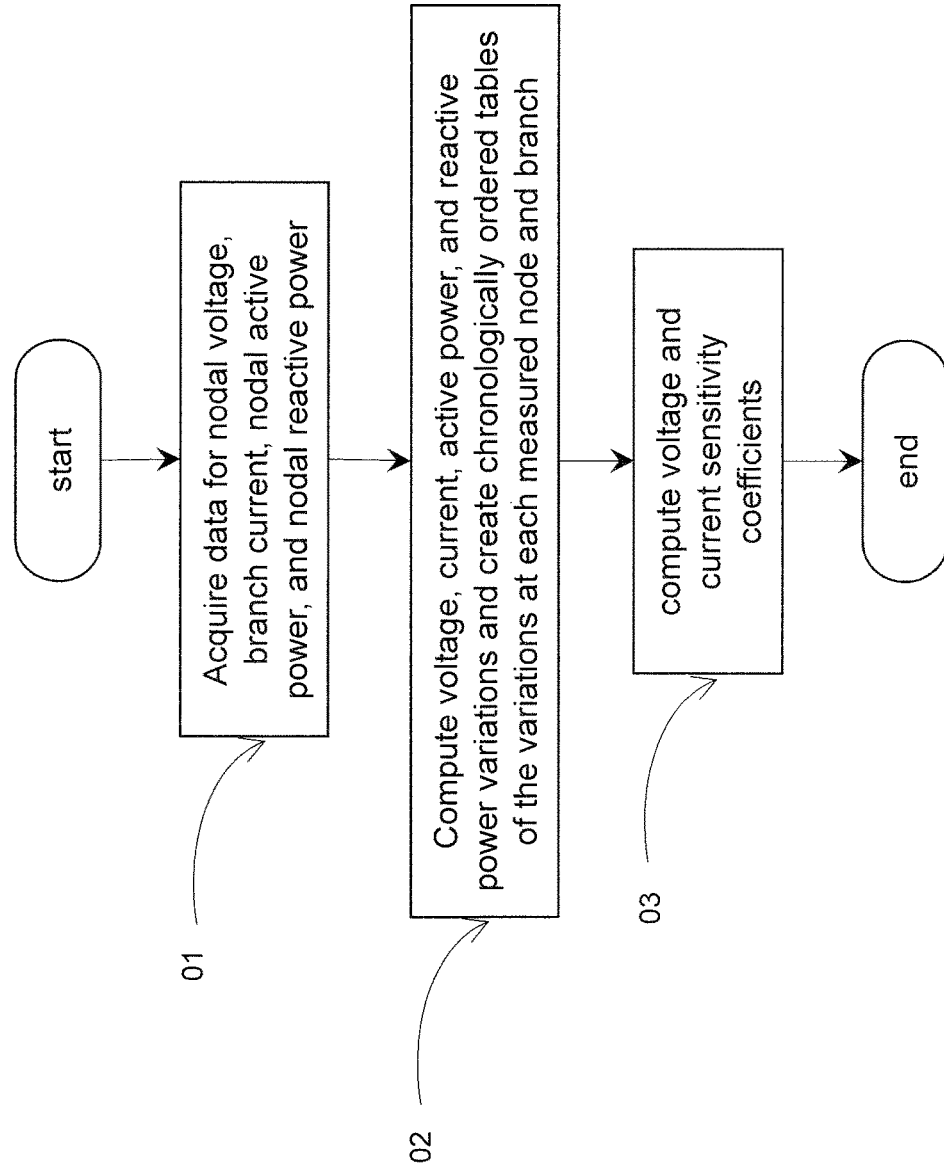 start
Acquire data for nodal voltage,
branch current, nodal active
power, and nodal reactive power
01
Compute voltage, current, active power, and reactive
power variations and create chronologically ordered tables
of the variations at each measured node and branch
02
compute voltage and
current sensitivity
coefficients
03
end